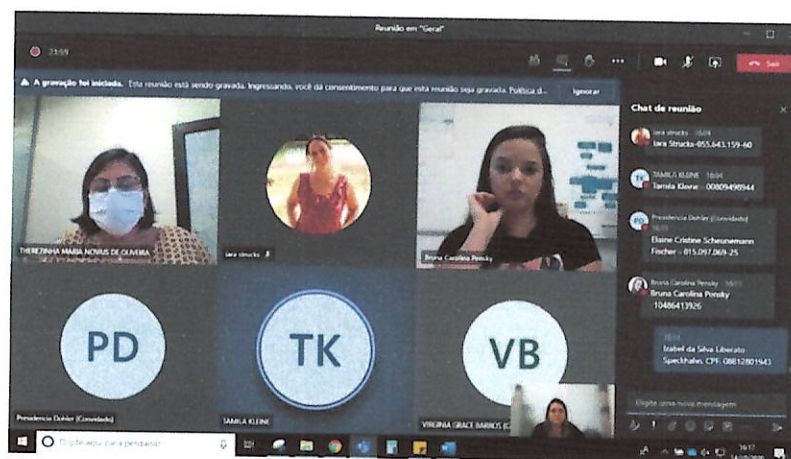 Reunião em "Geral"
21:59
Sair
A gravação foi iniciada. Esta reunião está sendo gravada. Ingressando, você dá consentimento para que esta reunião seja gravada. Política d...
Ignorar
THEREZINHA MARIA NOVAIS DE OLIVEIRA
iara strucks
Bruna Carolina Pensky
PD
Presidencia Dohler (Convidado)
TK
TAMILA KLEINE
VB
VIRGINIA GRACE BARROS
Chat de reunião
iara strucks 16:04
Iara Strucks-055.643.159-60
TK
TAMILA KLEINE 16:04
Tamila Kleine - 00809498944
PD
Presidencia Dohler (Convidado)
Elaine Cristine Scheunemann
Fischer - 015.097.069-25
Bruna Carolina Pensky
Bruna Carolina Pensky
10486413926
Izabel da Silva Liberato
Speckhahn. CPF: 08812801943
Digite uma nova mensagem
Digite aqui para pesquisar
16:17